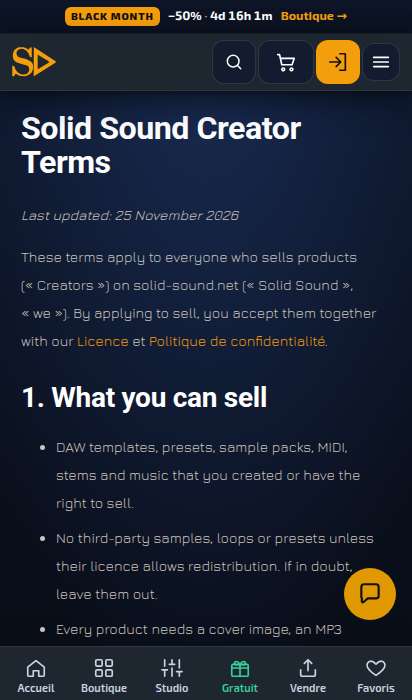 BLACK MONTH −50% · 4d 16h 1m Boutique →
S
Solid Sound Creator
Terms
Last updated: 25 November 2026
These terms apply to everyone who sells products
(« Creators ») on solid-sound.net (« Solid Sound »,
« we »). By applying to sell, you accept them together
with our Licence et Politique de confidentialité.
1. What you can sell
• DAW templates, presets, sample packs, MIDI,
stems and music that you created or have the
right to sell.
• No third-party samples, loops or presets unless
their licence allows redistribution. If in doubt,
leave them out.
• Every product needs a cover image, an MP3
Accueil Boutique Studio Gratuit Vendre Favoris